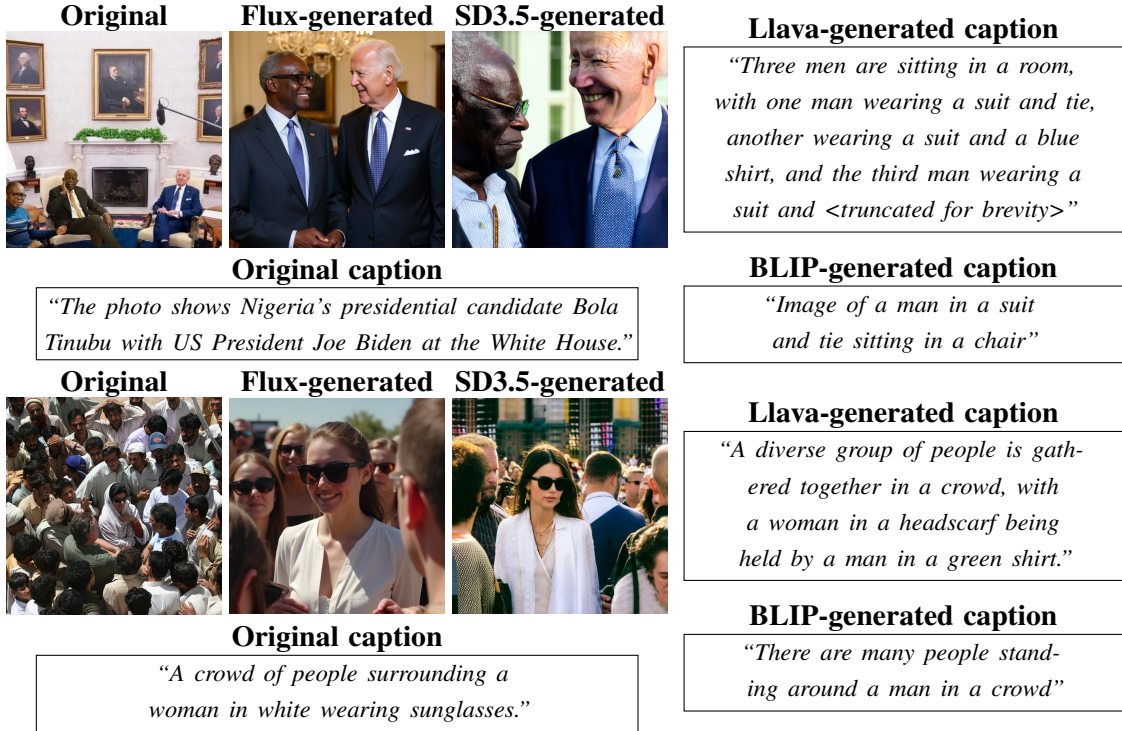 Original Flux-generated SD3.5-generated
Original caption
“The photo shows Nigeria’s presidential candidate Bola
Tinubu with US President Joe Biden at the White House.”
Llava-generated caption
“Three men are sitting in a room,
with one man wearing a suit and tie,
another wearing a suit and a blue
shirt, and the third man wearing a
suit and <truncated for brevity>”
BLIP-generated caption
“Image of a man in a suit
and tie sitting in a chair”
Original Flux-generated SD3.5-generated
Original caption
“A crowd of people surrounding a
woman in white wearing sunglasses.”
Llava-generated caption
“A diverse group of people is gath-
ered together in a crowd, with
a woman in a headscarf being
held by a man in a green shirt.”
BLIP-generated caption
“There are many people stand-
ing around a man in a crowd”